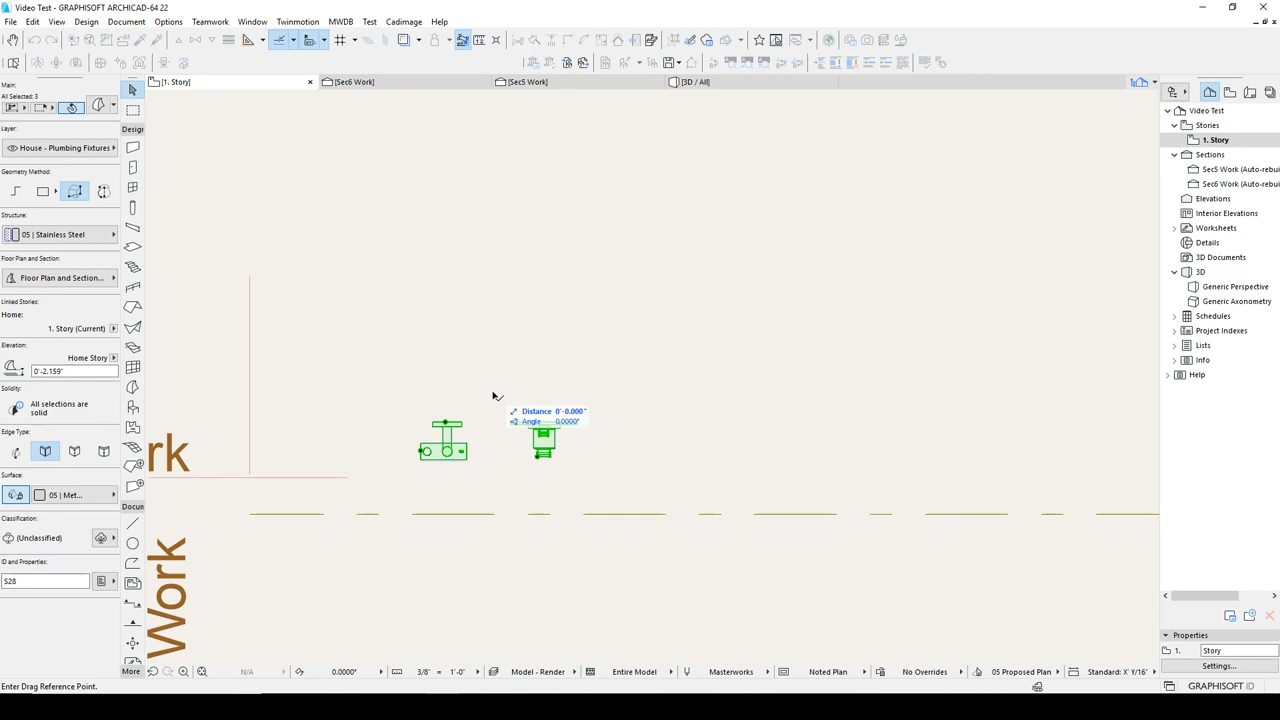 Video Test - GRAPHISOFT ARCHICAD-64 22
File Edit View Design Document Options Teamwork Window Twinmotion MWDB Test Cadimage Help
[1. Story] [Sec6 Work] [Sec5 Work] [3D / All]
Main:
All Selected: 3
Layer:
House - Plumbing Fixtures
Geometry Method:
Structure:
05 | Stainless Steel
Floor Plan and Section:
Floor Plan and Section...
Linked Stories:
Home:
1. Story (Current)
Elevation:
Home Story
0'-2.159"
Solidity:
All selections are
solid
Edge Type:
Surface:
05 | Met...
Classification:
(Unclassified)
ID and Properties:
S28
Design
Docun
More
rk
Work
Distance 0'-0.000"
Angle 0.0000°
Video Test
Stories
1. Story
Sections
Sec5 Work (Auto-rebui
Sec6 Work (Auto-rebui
Elevations
Interior Elevations
Worksheets
Details
3D Documents
3D
Generic Perspective
Generic Axonometry
Schedules
Project Indexes
Lists
Info
Help
Properties
1. Story
Settings...
N/A 0.0000° 3/8" = 1'-0" Model - Render Entire Model Masterworks Noted Plan No Overrides 05 Proposed Plan Standard: X' Y/16"
Enter Drag Reference Point.
GRAPHISOFT ID